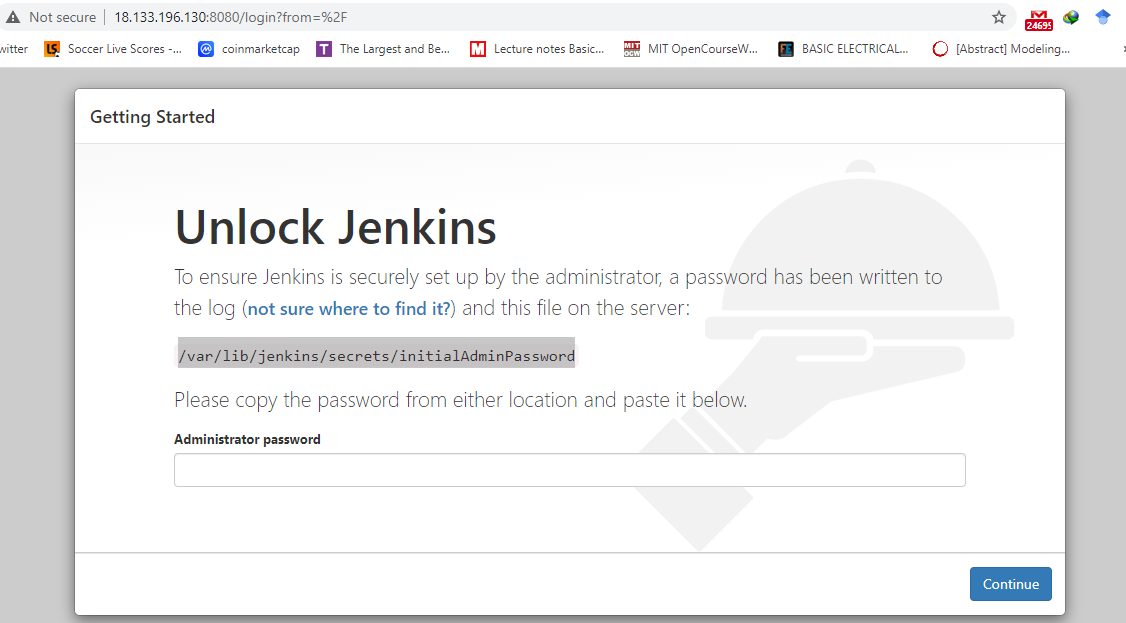 Not secure
18.133.196.130:8080/login?from=%2F
24695
witter
LS
Soccer Live Scores -...
coinmarketcap
T
The Largest and Be...
Lecture notes Basic...
MIT OpenCourseW...
FE
BASIC ELECTRICAL...
[Abstract] Modeling...
Getting Started
Unlock Jenkins
To ensure Jenkins is securely set up by the administrator, a password has been written to
the log (not sure where to find it?) and this file on the server:
/var/lib/jenkins/secrets/initialAdminPassword
Please copy the password from either location and paste it below.
Administrator password
Continue